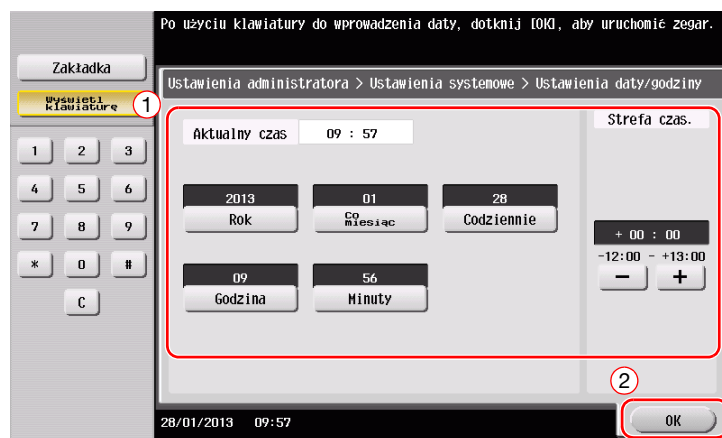 Po użyciu klawiatury do wprowadzenia daty, dotknij [OK], aby uruchomić zegar.
Zakładka
Wyświetl
klawiaturę
1
Ustawienia administratora > Ustawienia systemowe > Ustawienia daty/godziny
Aktualny czas 09 : 57
Strefa czas.
1 2 3
4 5 6
7 8 9
* 0 #
C
2013 01 28
Rok Co miesiąc Codziennie
+ 00 : 00
-12:00 - +13:00
− +
09 56
Godzina Minuty
2
28/01/2013 09:57
OK